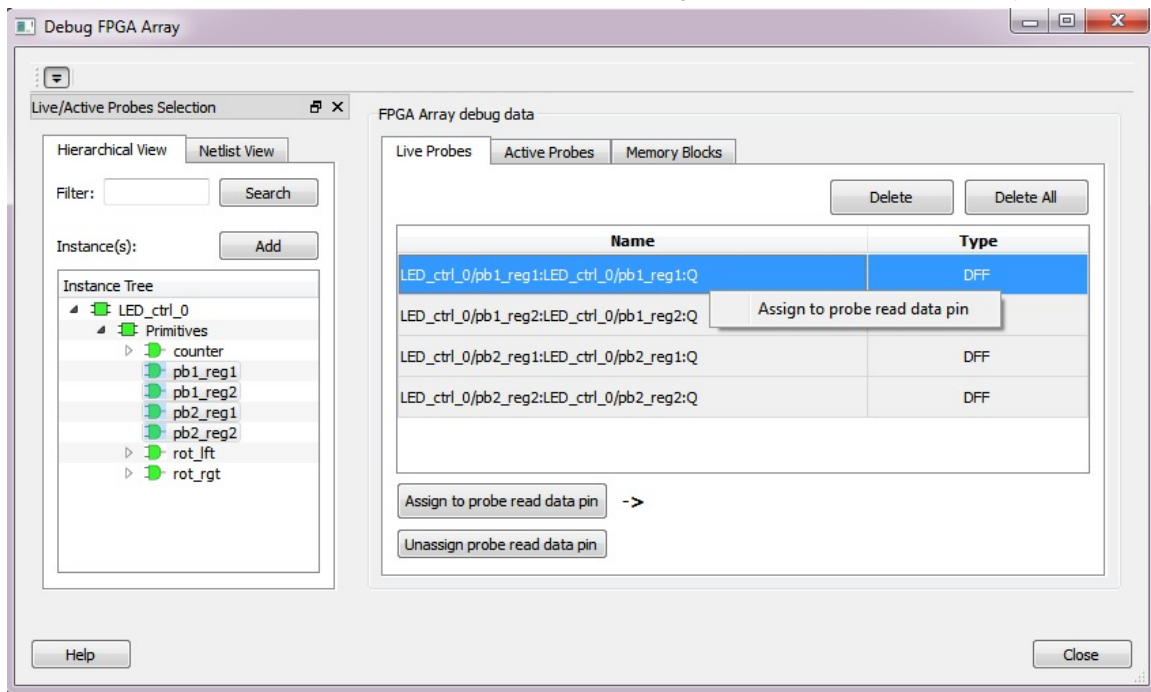 Debug FPGA Array
Live/Active Probes Selection
Hierarchical View Netlist View
Filter: Search
Instance(s): Add
Instance Tree
LED_ctrl_0
Primitives
counter
pb1_reg1
pb1_reg2
pb2_reg1
pb2_reg2
rot_lft
rot_rgt
FPGA Array debug data
Live Probes Active Probes Memory Blocks
Delete Delete All
Name Type
LED_ctrl_0/pb1_reg1:LED_ctrl_0/pb1_reg1:Q DFF
Assign to probe read data pin
LED_ctrl_0/pb1_reg2:LED_ctrl_0/pb1_reg2:Q
LED_ctrl_0/pb2_reg1:LED_ctrl_0/pb2_reg1:Q DFF
LED_ctrl_0/pb2_reg2:LED_ctrl_0/pb2_reg2:Q DFF
Assign to probe read data pin ->
Unassign probe read data pin
Help Close